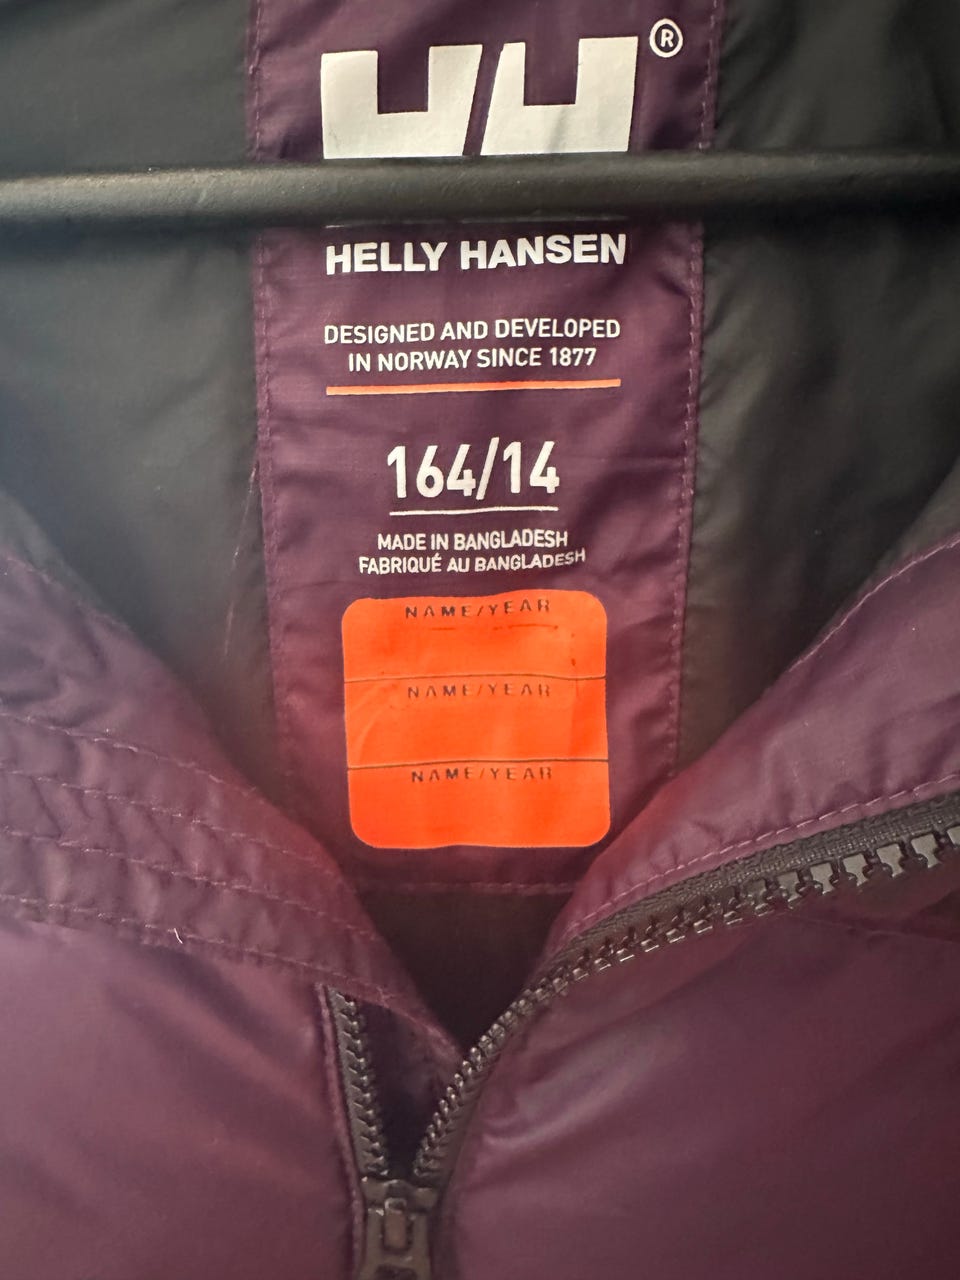 HH®
HELLY HANSEN
DESIGNED AND DEVELOPED
IN NORWAY SINCE 1877
164/14
MADE IN BANGLADESH
FABRIQUÉ AU BANGLADESH
NAME/YEAR
NAME/YEAR
NAME/YEAR